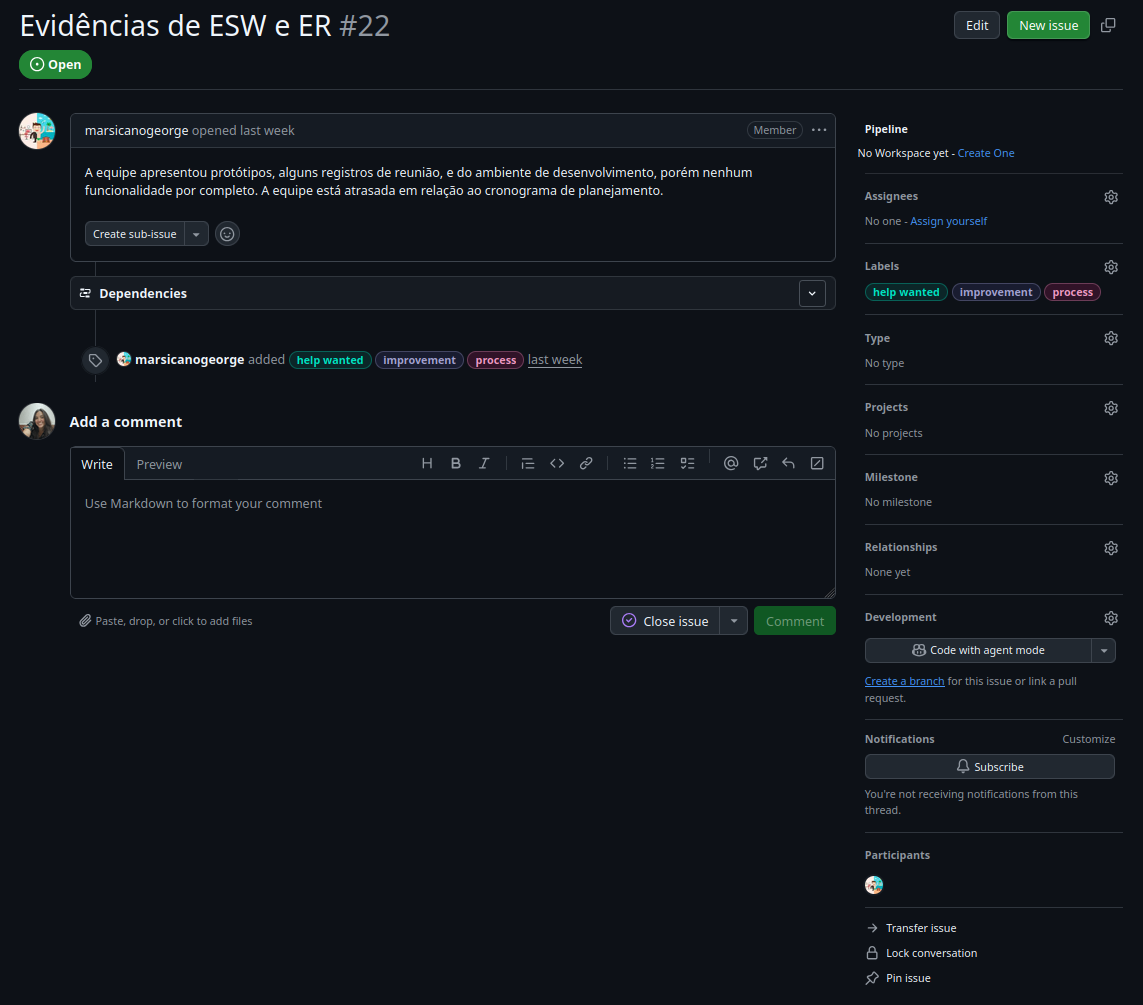 Evidências de ESW e ER #22
Edit
New issue
Open
marsicanogeorge opened last week
Member
A equipe apresentou protótipos, alguns registros de reunião, e do ambiente de desenvolvimento, porém nenhum
funcionalidade por completo. A equipe está atrasada em relação ao cronograma de planejamento.
Create sub-issue
Dependencies
marsicanogeorge added help wanted improvement process last week
Add a comment
Write
Preview
Use Markdown to format your comment
Paste, drop, or click to add files
Close issue
Comment
Pipeline
No Workspace yet - Create One
Assignees
No one - Assign yourself
Labels
help wanted improvement process
Type
No type
Projects
No projects
Milestone
No milestone
Relationships
None yet
Development
Code with agent mode
Create a branch for this issue or link a pull
request.
Notifications
Customize
Subscribe
You're not receiving notifications from this
thread.
Participants
Transfer issue
Lock conversation
Pin issue